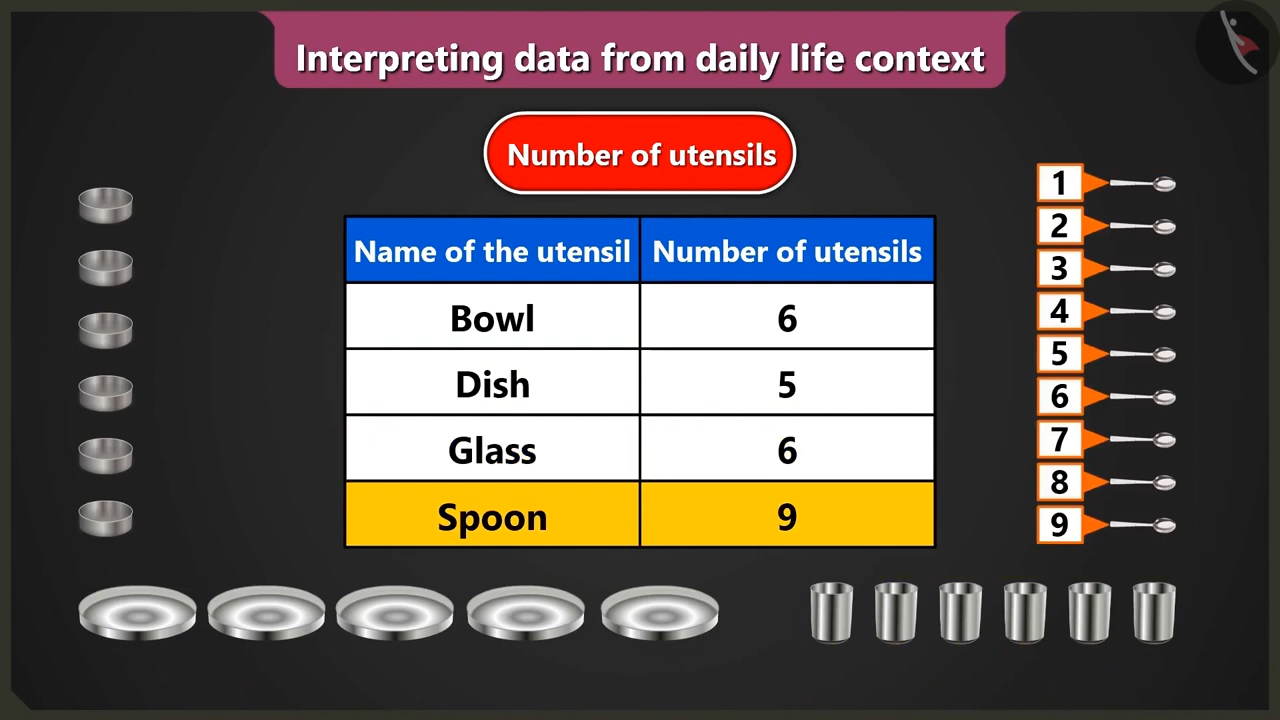 Interpreting data from daily life context
Number of utensils
Name of the utensil Number of utensils
Bowl 6
Dish 5
Glass 6
Spoon 9
1
2
3
4
5
6
7
8
9